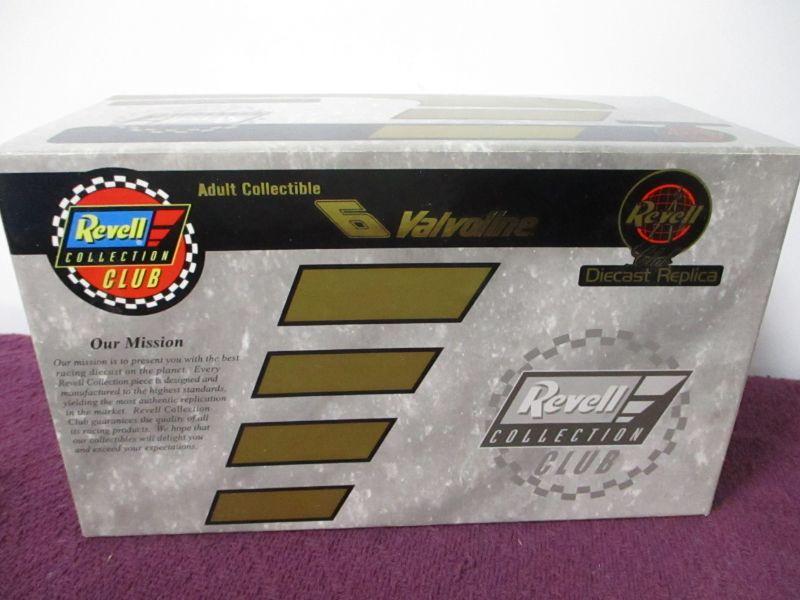 Adult Collectible
6 Valvoline
Revell
COLLECTION
CLUB
Revell
Diecast Replica
Our Mission
Our mission is to present you with the best
racing diecast on the planet. Every
Revell Collection piece is designed and
manufactured to the highest standards,
yielding the most authentic replication
in the market. Revell Collection
Club guarantees the quality of all
its racing products. We hope that
our collectibles will delight you
and exceed your expectations.
Revell
COLLECTION
CLUB